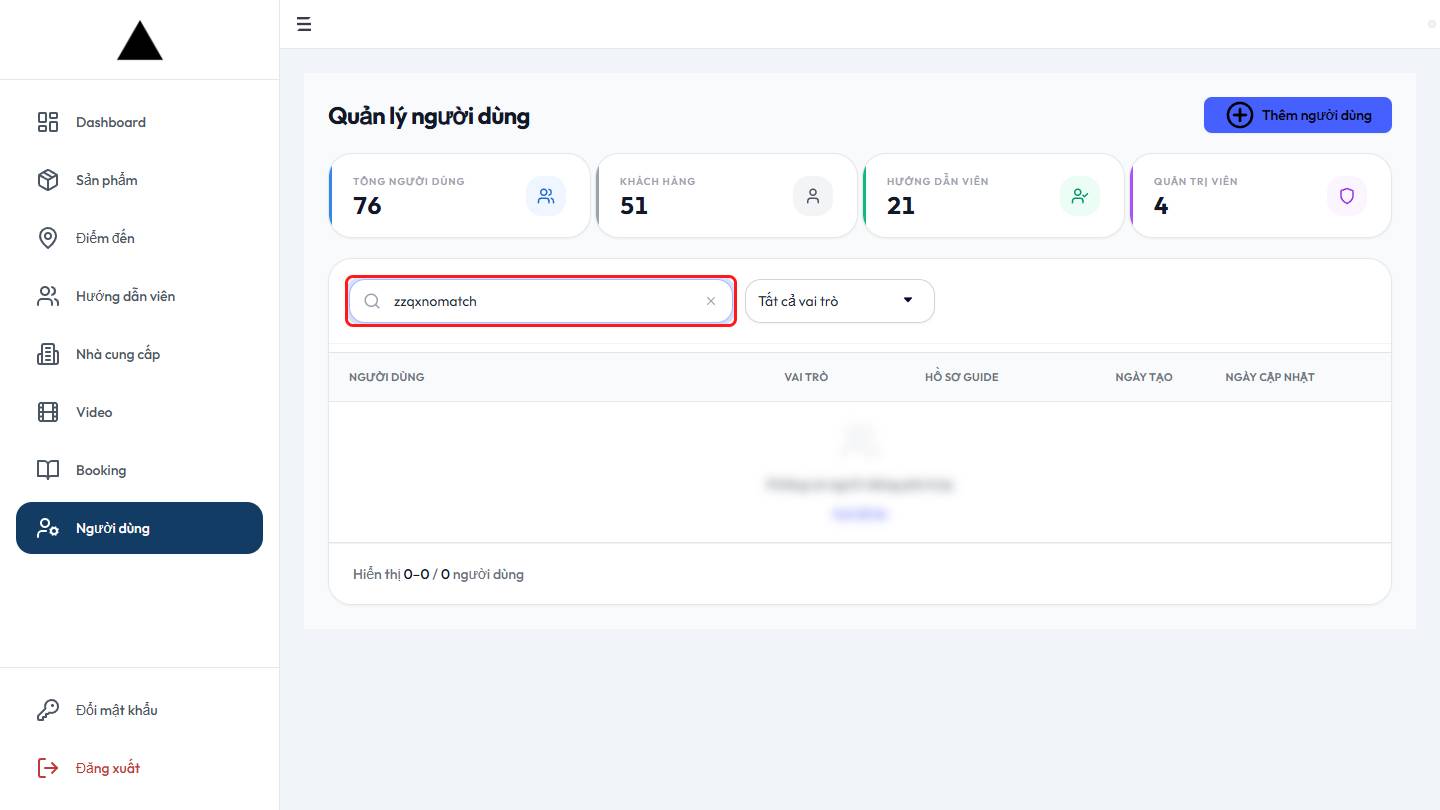 Dashboard
Sản phẩm
Điểm đến
Hướng dẫn viên
Nhà cung cấp
Video
Booking
Người dùng
Đổi mật khẩu
Đăng xuất
Quản lý người dùng
Thêm người dùng
TỔNG NGƯỜI DÙNG
76
KHÁCH HÀNG
51
HƯỚNG DẪN VIÊN
21
QUẢN TRỊ VIÊN
4
zzqxnomatch
Tất cả vai trò
NGƯỜI DÙNG VAI TRÒ HỒ SƠ GUIDE NGÀY TẠO NGÀY CẬP NHẬT
Hiển thị 0–0 / 0 người dùng